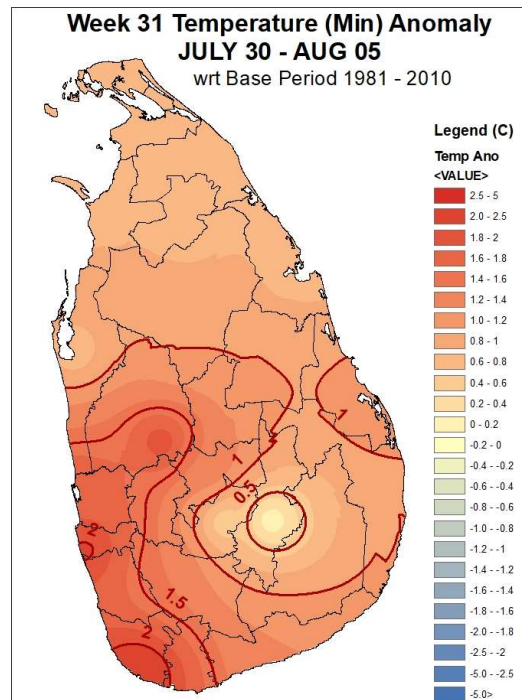 Week 31 Temperature (Min) Anomaly
JULY 30 - AUG 05
wrt Base Period 1981 - 2010
Legend (C)
Temp Ano
<VALUE>
2.5 - 5
2.0 - 2.5
1.8 - 2
1.6 - 1.8
1.4 - 1.6
1.2 - 1.4
1.0 - 1.2
0.8 - 1
0.6 - 0.8
0.4 - 0.6
0.2 - 0.4
0 - 0.2
-0.2 - 0
-0.4 - -0.2
-0.6 - -0.4
-0.8 - -0.6
-1.0 - -0.8
-1.2 - -1
-1.4 - -1.2
-1.6 - -1.4
-1.8 - -1.6
-2.0 - -1.8
-2.5 - -2
-5.0 - -2.5
-5.0>
1
1
0.5
2
1.5
2